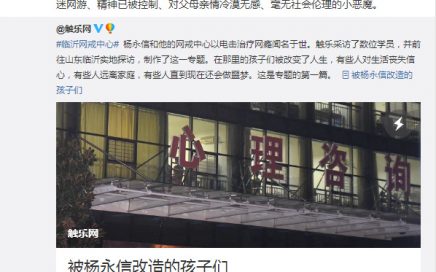 迷网游、精神已被控制、对父母亲情冷漠无感、毫无社会伦理的小恶魔。
@触乐网
#临沂网戒中心# 杨永信和他的网戒中心以电击治疗网瘾闻名于世。触乐采访了数位学员，并前
往山东临沂实地探访，制作了这一专题。在那里的孩子们被改变了人生，有些人对生活丧失信
心，有些人远离家庭，有些人直到现在还会做噩梦。这是专题的第一篇。 被杨永信改造的
孩子们
心理咨询
触乐网
被杨永信改造的孩子们